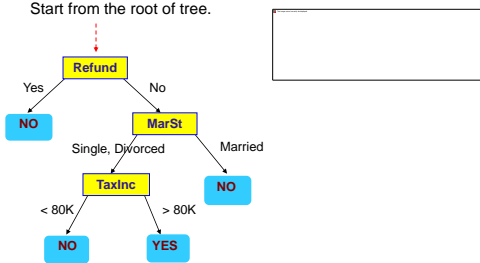 Start from the root of tree.
Refund
Yes
No
NO
MarSt
Single, Divorced
Married
TaxInc
NO
< 80K
> 80K
NO
YES